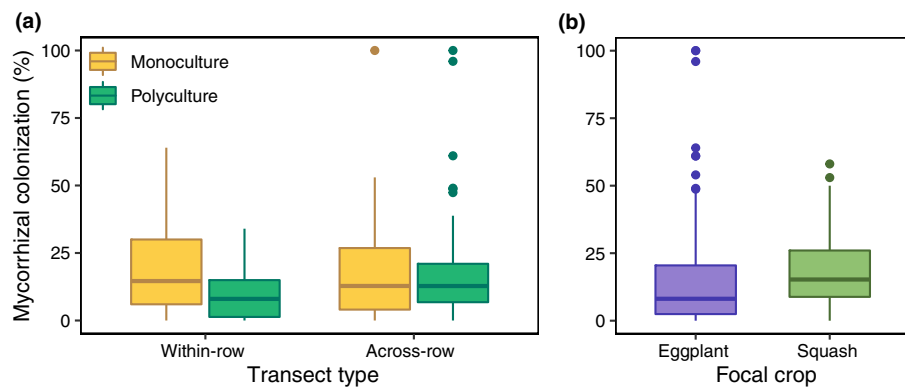 (a)
Mycorrhizal colonization (%)
100
75
50
25
0
Monoculture
Polyculture
Within-row
Across-row
Transect type
(b)
100
75
50
25
0
Eggplant
Squash
Focal crop